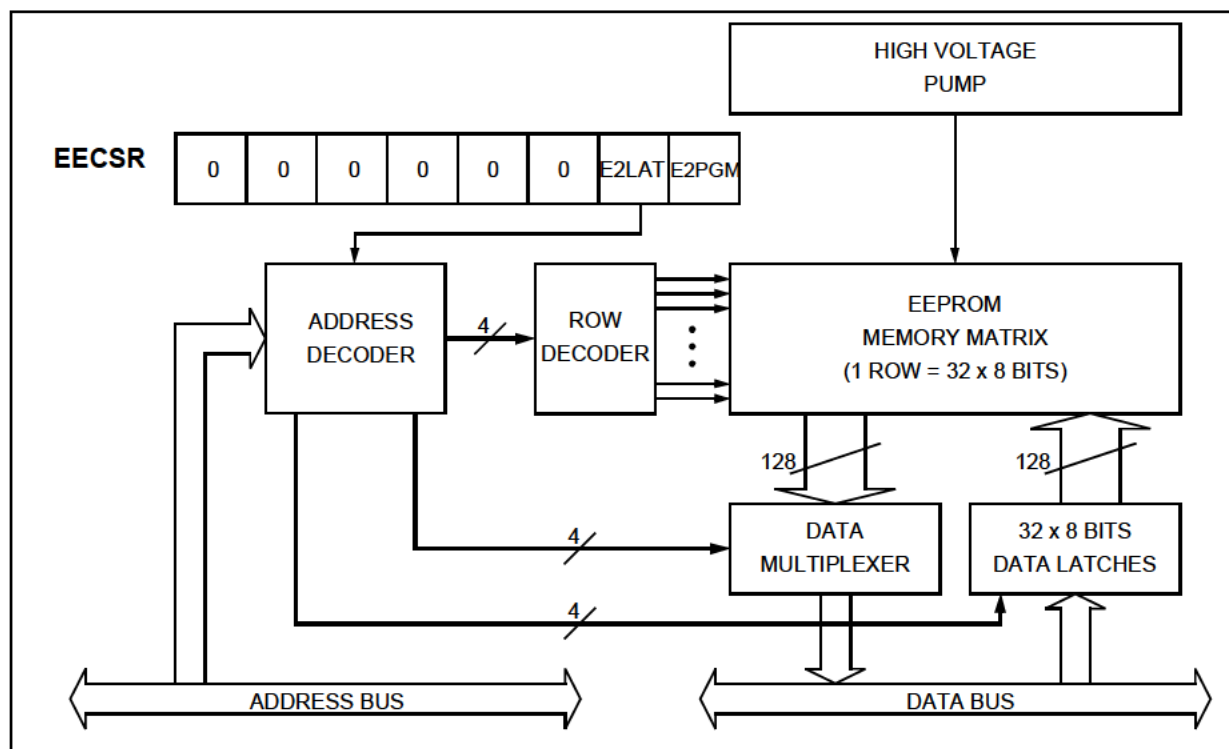 HIGH VOLTAGE
PUMP
EECSR
0 0 0 0 0 0 E2LAT E2PGM
ADDRESS
DECODER
4
ROW
DECODER
EEPROM
MEMORY MATRIX
(1 ROW = 32 x 8 BITS)
128
128
4
DATA
MULTIPLEXER
32 x 8 BITS
DATA LATCHES
4
ADDRESS BUS
DATA BUS